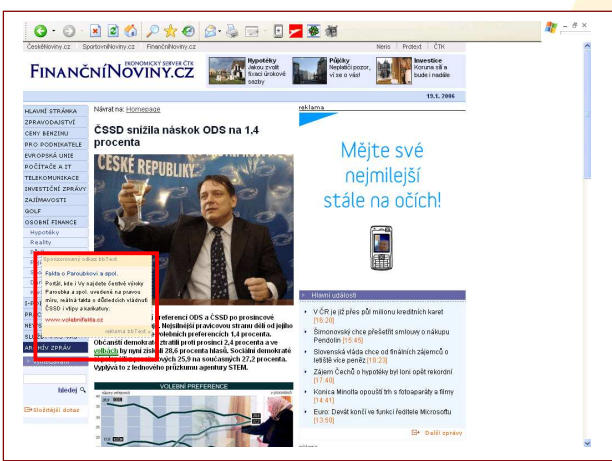 ČeskéNoviny.cz SportovníNoviny.cz FinančníNoviny.cz
Neris Protext ČTK
EKONOMICKÝ SERVER ČTK
FINANČNÍNOVINY.CZ
Hypotéky
Jakou zvolit
fixaci úrokové
sazby
Půjčky
Neplatiči pozor,
ví se o vás!
Investice
Koruna sílí a
bude i nadále
19.1. 2006
HLAVNÍ STRÁNKA
ZPRAVODAJSTVÍ
CENY BENZINU
PRO PODNIKATELE
EVROPSKÁ UNIE
POČÍTAČE A IT
TELEKOMUNIKACE
INVESTIČNÍ ZPRÁVY
ZAJÍMAVOSTI
GOLF
OSOBNÍ FINANCE
Hypotéky
Reality
Návrat na: Homepage
ČSSD snížila náskok ODS na 1,4
procenta
ČESKÉ REPUBLIKY
Sponzorovaný odkaz bbText
Fakta o Paroubkovi a spol.
Portál, kde i Vy najdete čerstvé výroky
Paroubka a spol. uvedené na pravou
míru, reálná fakta o důsledcích vládnutí
ČSSD i vtipy a karikatury.
www.volebnifakta.cz
reklama bbText
ARCHÍV ZPRÁV
hledej
Složitější dotaz
preferencí ODS a ČSSD po prosincové
Nejsilnější pravicovou stranu dělí od jejího
volebních preferencích 1,4 procenta.
Občanští demokraté ztratili proti prosinci 2,4 procenta a ve
volbách by nyní získali 28,6 procenta hlasů. Sociální demokraté
25,9 na současných 27,2 procenta.
Vyplývá to z lednového průzkumu agentury STEM.
VOLEBNÍ PREFERENCE
reklama
Mějte své
nejmilejší
stále na očích!
Hlavní události
V ČR je již přes půl milionu kreditních karet
[16:20]
Šimonovský chce přešetřit smlouvy o nákupu
Pendolin [15:45]
Slovenská vláda chce od finálních zájemců o
letiště více peněz [18:23]
Zájem Čechů o hypotéky byl loni opět rekordní
[17:40]
Konica Minolta opouští trh s fotoaparáty a filmy
[14:41]
Euro: Devát končí ve funkci ředitele Microsoftu
[13:50]
Další zprávy